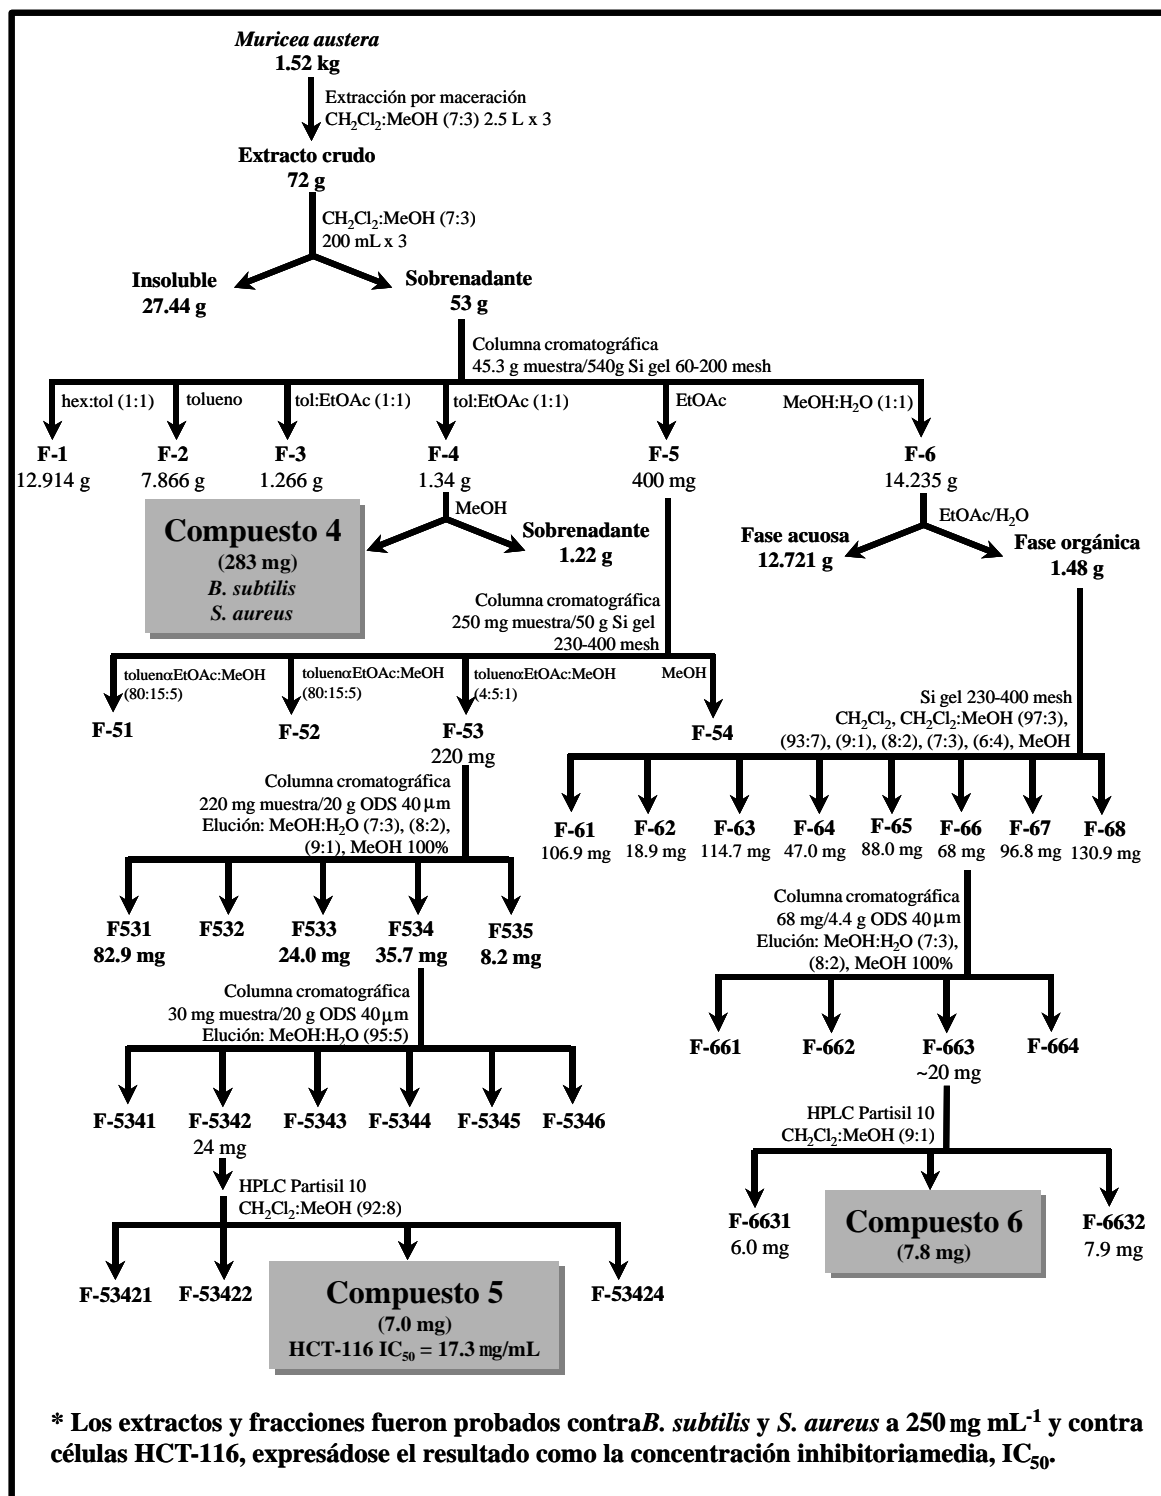 Muricea austera
1.52 kg
Extracción por maceración
CH₂Cl₂:MeOH (7:3) 2.5 L x 3
Extracto crudo
72 g
CH₂Cl₂:MeOH (7:3)
200 mL x 3
Insoluble
27.44 g
Sobrenadante
53 g
Columna cromatográfica
45.3 g muestra/540g Si gel 60-200 mesh
hex:tol (1:1)
tolueno
tol:EtOAc (1:1)
tol:EtOAc (1:1)
EtOAc
MeOH:H₂O (1:1)
F-1
12.914 g
F-2
7.866 g
F-3
1.266 g
F-4
1.34 g
F-5
400 mg
F-6
14.235 g
MeOH
Compuesto 4
(283 mg)
B. subtilis
S. aureus
Sobrenadante
1.22 g
EtOAc/H₂O
Fase acuosa
12.721 g
Fase orgánica
1.48 g
Columna cromatográfica
250 mg muestra/50 g Si gel
230-400 mesh
toluenoːEtOAc:MeOH
(80:15:5)
toluenoːEtOAc:MeOH
(80:15:5)
toluenoːEtOAc:MeOH
(4:5:1)
MeOH
F-51
F-52
F-53
220 mg
F-54
Si gel 230-400 mesh
CH₂Cl₂, CH₂Cl₂:MeOH (97:3),
(93:7), (9:1), (8:2), (7:3), (6:4), MeOH
Columna cromatográfica
220 mg muestra/20 g ODS 40 μm
Elución: MeOH:H₂O (7:3), (8:2),
(9:1), MeOH 100%
F-61
106.9 mg
F-62
18.9 mg
F-63
114.7 mg
F-64
47.0 mg
F-65
88.0 mg
F-66
68 mg
F-67
96.8 mg
F-68
130.9 mg
F531
82.9 mg
F532
F533
24.0 mg
F534
35.7 mg
F535
8.2 mg
Columna cromatográfica
68 mg/4.4 g ODS 40 μm
Elución: MeOH:H₂O (7:3),
(8:2), MeOH 100%
Columna cromatográfica
30 mg muestra/20 g ODS 40 μm
Elución: MeOH:H₂O (95:5)
F-661
F-662
F-663
~20 mg
F-664
F-5341
F-5342
24 mg
F-5343
F-5344
F-5345
F-5346
HPLC Partisil 10
CH₂Cl₂:MeOH (9:1)
HPLC Partisil 10
CH₂Cl₂:MeOH (92:8)
F-6631
6.0 mg
Compuesto 6
(7.8 mg)
F-6632
7.9 mg
F-53421
F-53422
Compuesto 5
(7.0 mg)
HCT-116 IC₅₀ = 17.3 mg/mL
F-53424
* Los extractos y fracciones fueron probados contra B. subtilis y S. aureus a 250 mg mL⁻¹ y contra
células HCT-116, expresádose el resultado como la concentración inhibitoria media, IC₅₀.